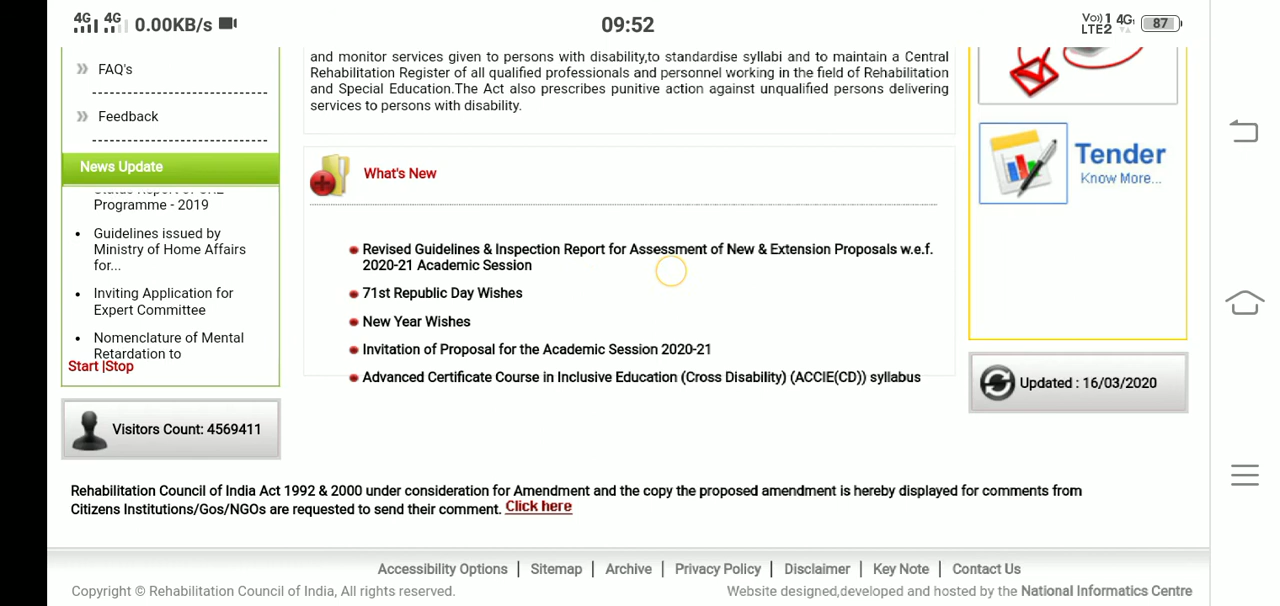 4G 4G 0.00KB/s
09:52
Vo)) 1 4G
LTE2
87
FAQ's
Feedback
News Update
Programme - 2019
Guidelines issued by
Ministry of Home Affairs
for...
Inviting Application for
Expert Committee
Nomenclature of Mental
Retardation to
Start |Stop
Visitors Count: 4569411
and monitor services given to persons with disability,to standardise syllabi and to maintain a Central
Rehabilitation Register of all qualified professionals and personnel working in the field of Rehabilitation
and Special Education.The Act also prescribes punitive action against unqualified persons delivering
services to persons with disability.
What's New
Revised Guidelines & Inspection Report for Assessment of New & Extension Proposals w.e.f.
2020-21 Academic Session
71st Republic Day Wishes
New Year Wishes
Invitation of Proposal for the Academic Session 2020-21
Advanced Certificate Course in Inclusive Education (Cross Disability) (ACCIE(CD)) syllabus
Tender
Know More...
Updated : 16/03/2020
Rehabilitation Council of India Act 1992 & 2000 under consideration for Amendment and the copy the proposed amendment is hereby displayed for comments from
Citizens Institutions/Gos/NGOs are requested to send their comment. Click here
Accessibility Options | Sitemap | Archive | Privacy Policy | Disclaimer | Key Note | Contact Us
Copyright © Rehabilitation Council of India, All rights reserved.
Website designed,developed and hosted by the National Informatics Centre